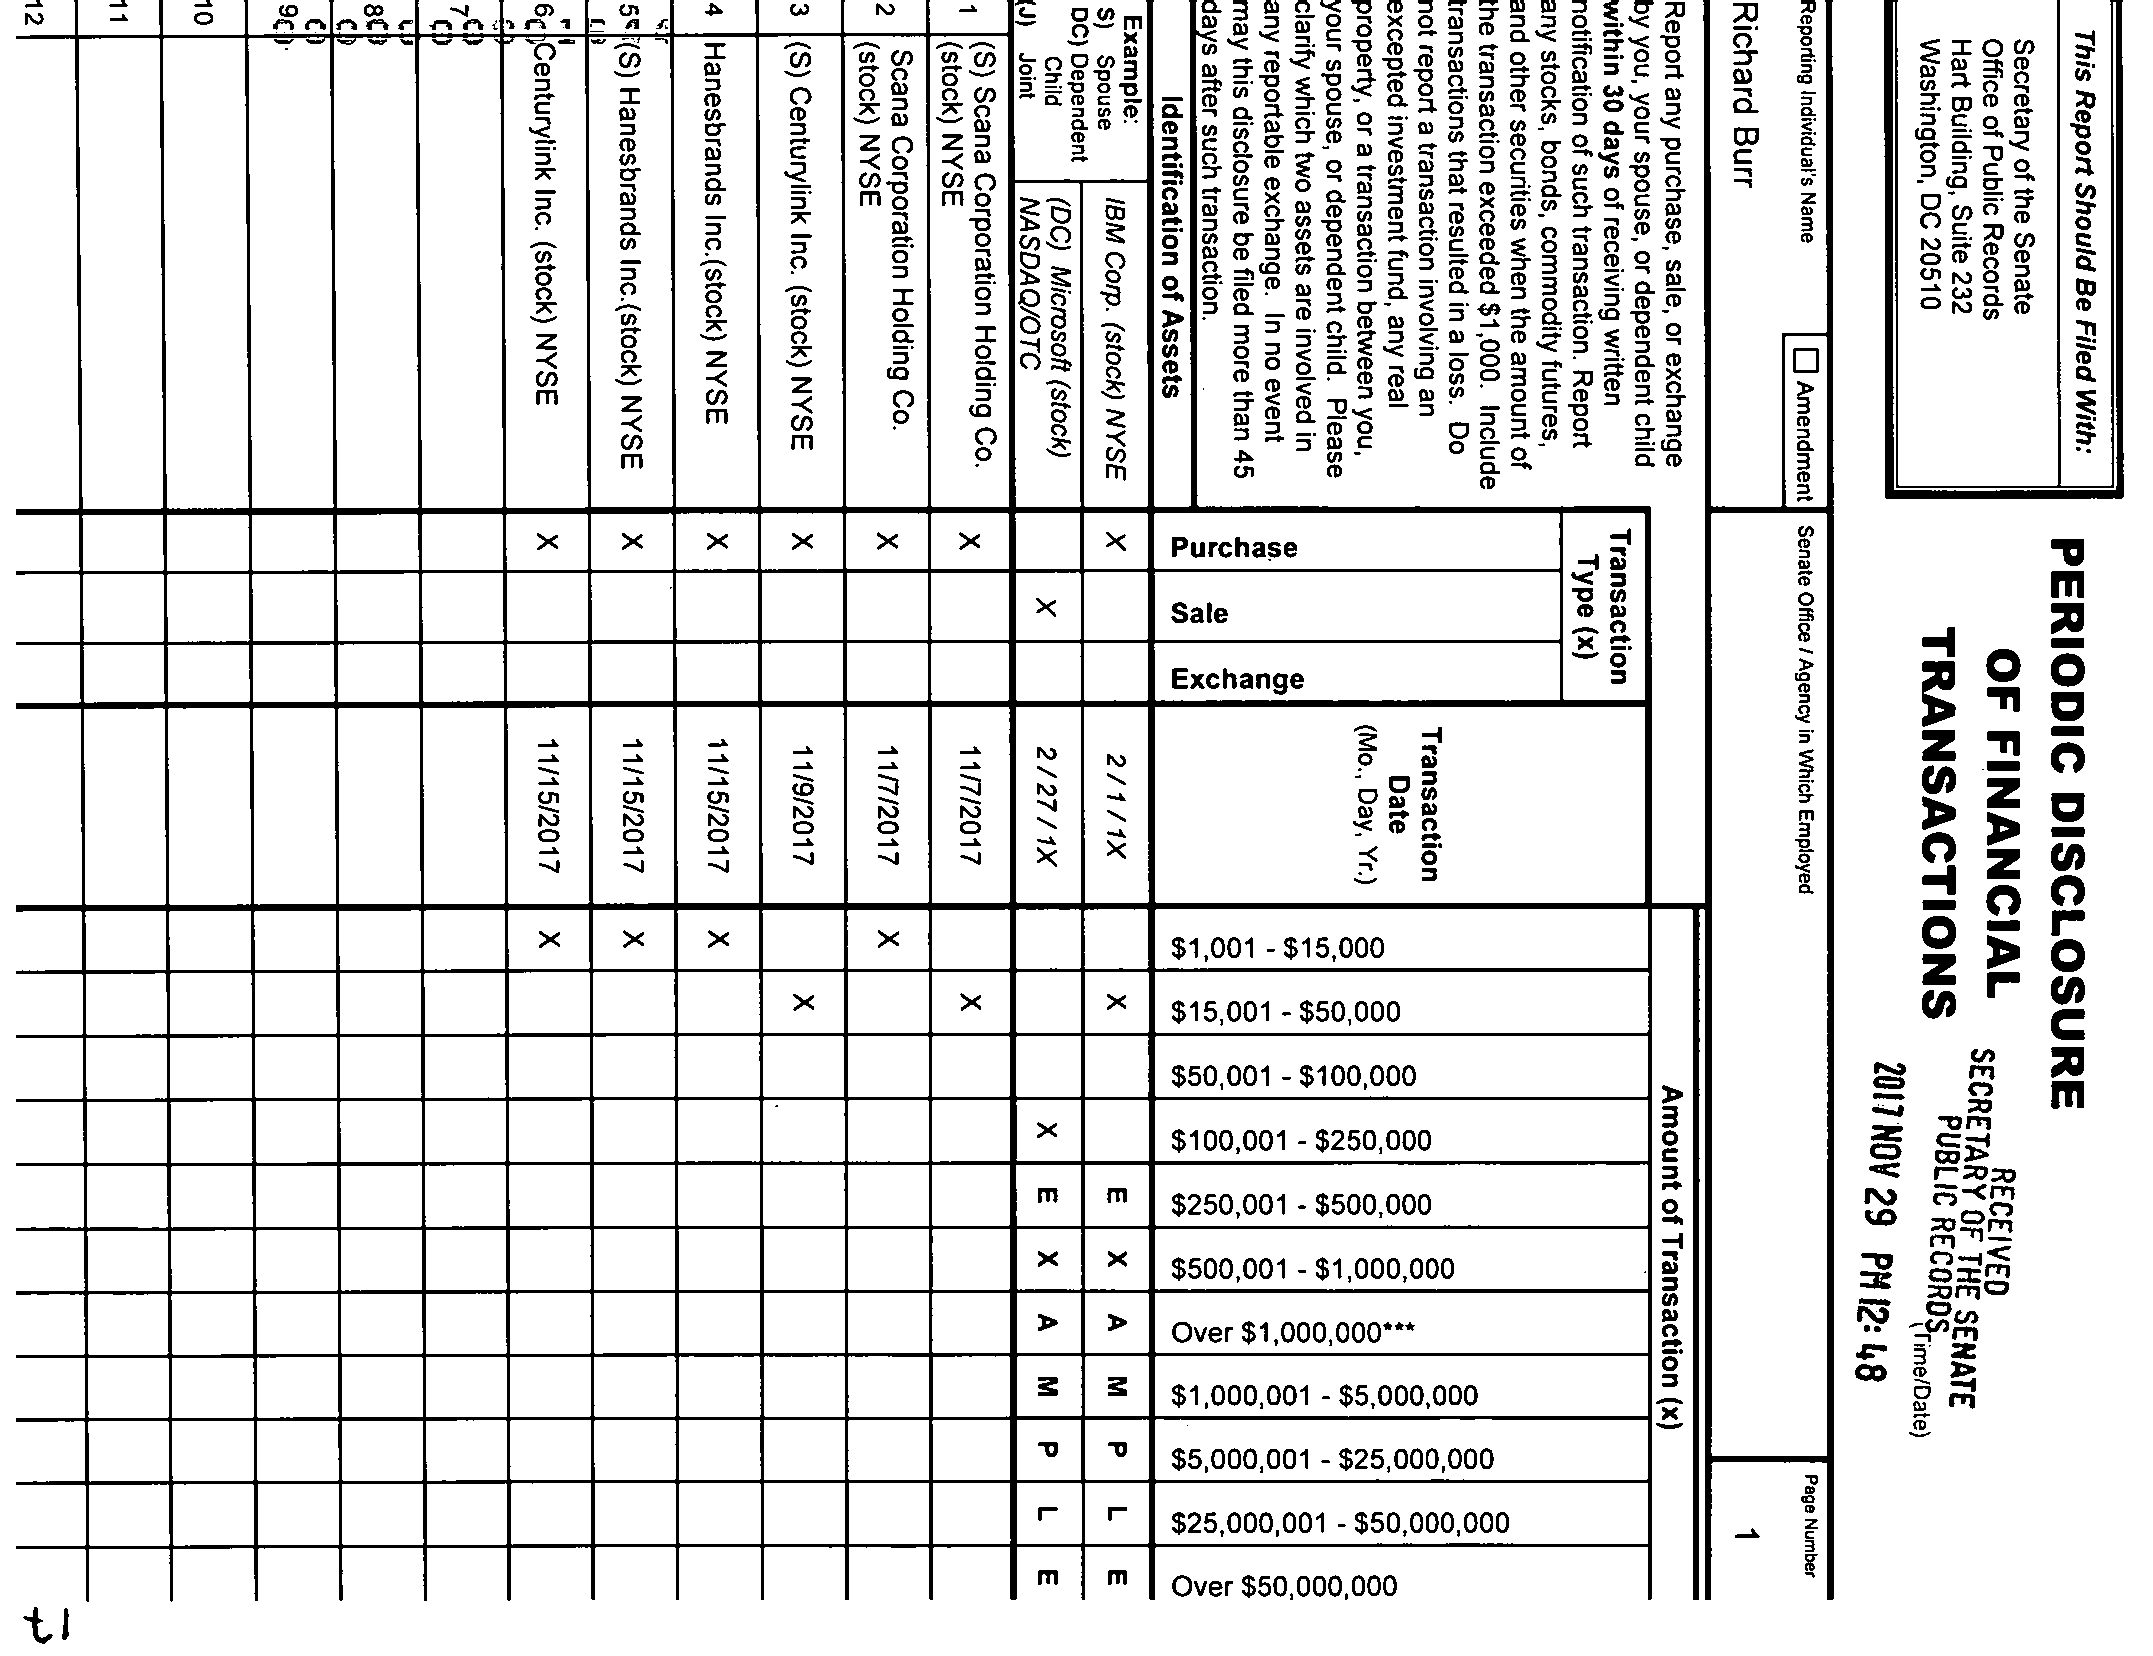 This Report Should Be Filed With:
Secretary of the Senate
Office of Public Records
Hart Building, Suite 232
Washington, DC 20510
PERIODIC DISCLOSURE
OF FINANCIAL
TRANSACTIONS
RECEIVED
SECRETARY OF THE SENATE
PUBLIC RECORDS
(Time/Date)
2017 NOV 29 PM 12:48
Reporting Individual's Name
Amendment
Senate Office / Agency in Which Employed
Page Number
Richard Burr
1
Report any purchase, sale, or exchange
by you, your spouse, or dependent child
within 30 days of receiving written
notification of such transaction. Report
any stocks, bonds, commodity futures,
and other securities when the amount of
the transaction exceeded $1,000. Include
transactions that resulted in a loss. Do
not report a transaction involving an
excepted investment fund, any real
property, or a transaction between you,
your spouse, or dependent child. Please
clarify which two assets are involved in
any reportable exchange. In no event
may this disclosure be filed more than 45
days after such transaction.
Identification of Assets
Transaction
Type (x)
Purchase
Sale
Exchange
Transaction
Date
(Mo., Day, Yr.)
Amount of Transaction (x)
$1,001 - $15,000
$15,001 - $50,000
$50,001 - $100,000
$100,001 - $250,000
$250,001 - $500,000
$500,001 - $1,000,000
Over $1,000,000***
$1,000,001 - $5,000,000
$5,000,001 - $25,000,000
$25,000,001 - $50,000,000
Over $50,000,000
Example:
S) Spouse
DC) Dependent
Child
(J) Joint
IBM Corp. (stock) NYSE X 2 / 1 / 1X X E X A M P L E
(DC) Microsoft (stock)
NASDAQ/OTC X 2 / 27 / 1X X E X A M P L E
1 (S) Scana Corporation Holding Co.
(stock) NYSE X 11/7/2017 X
2 Scana Corporation Holding Co.
(stock) NYSE X 11/7/2017 X
3 (S) Centurylink Inc. (stock) NYSE X 11/9/2017 X
4 Hanesbrands Inc.(stock) NYSE X 11/15/2017 X
5 (S) Hanesbrands Inc.(stock) NYSE X 11/15/2017 X
6 Centurylink Inc. (stock) NYSE X 11/15/2017 X
7
8
9
10
11
12
17